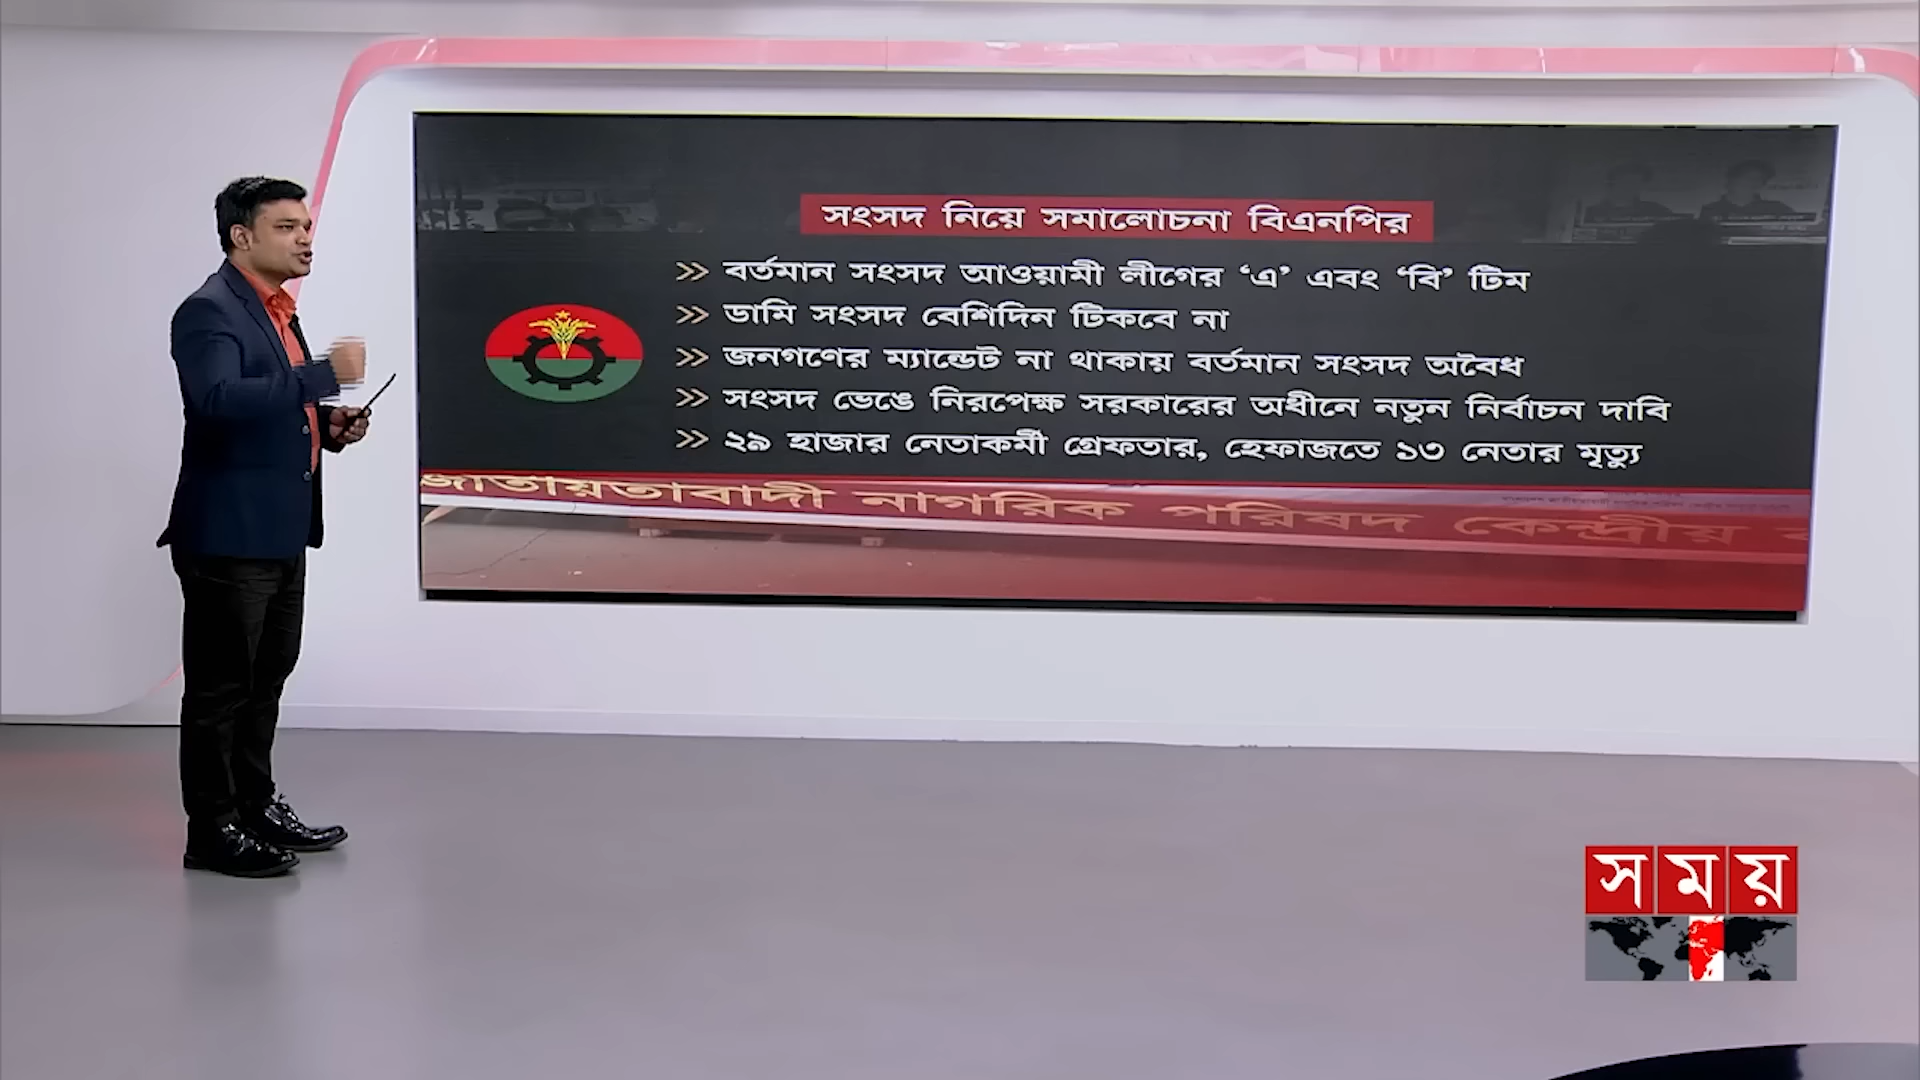 সংসদ নিয়ে সমালোচনা বিএনপির
>> বর্তমান সংসদ আওয়ামী লীগের ‘এ’ এবং ‘বি’ টিম
>> ডামি সংসদ বেশিদিন টিকবে না
>> জনগণের ম্যান্ডেট না থাকায় বর্তমান সংসদ অবৈধ
>> সংসদ ভেঙে নিরপেক্ষ সরকারের অধীনে নতুন নির্বাচন দাবি
>> ২৯ হাজার নেতাকর্মী গ্রেফতার, হেফাজতে ১৩ নেতার মৃত্যু
জাতীয়তাবাদী নাগরিক পরিষদ কেন্দ্রীয়
সময়